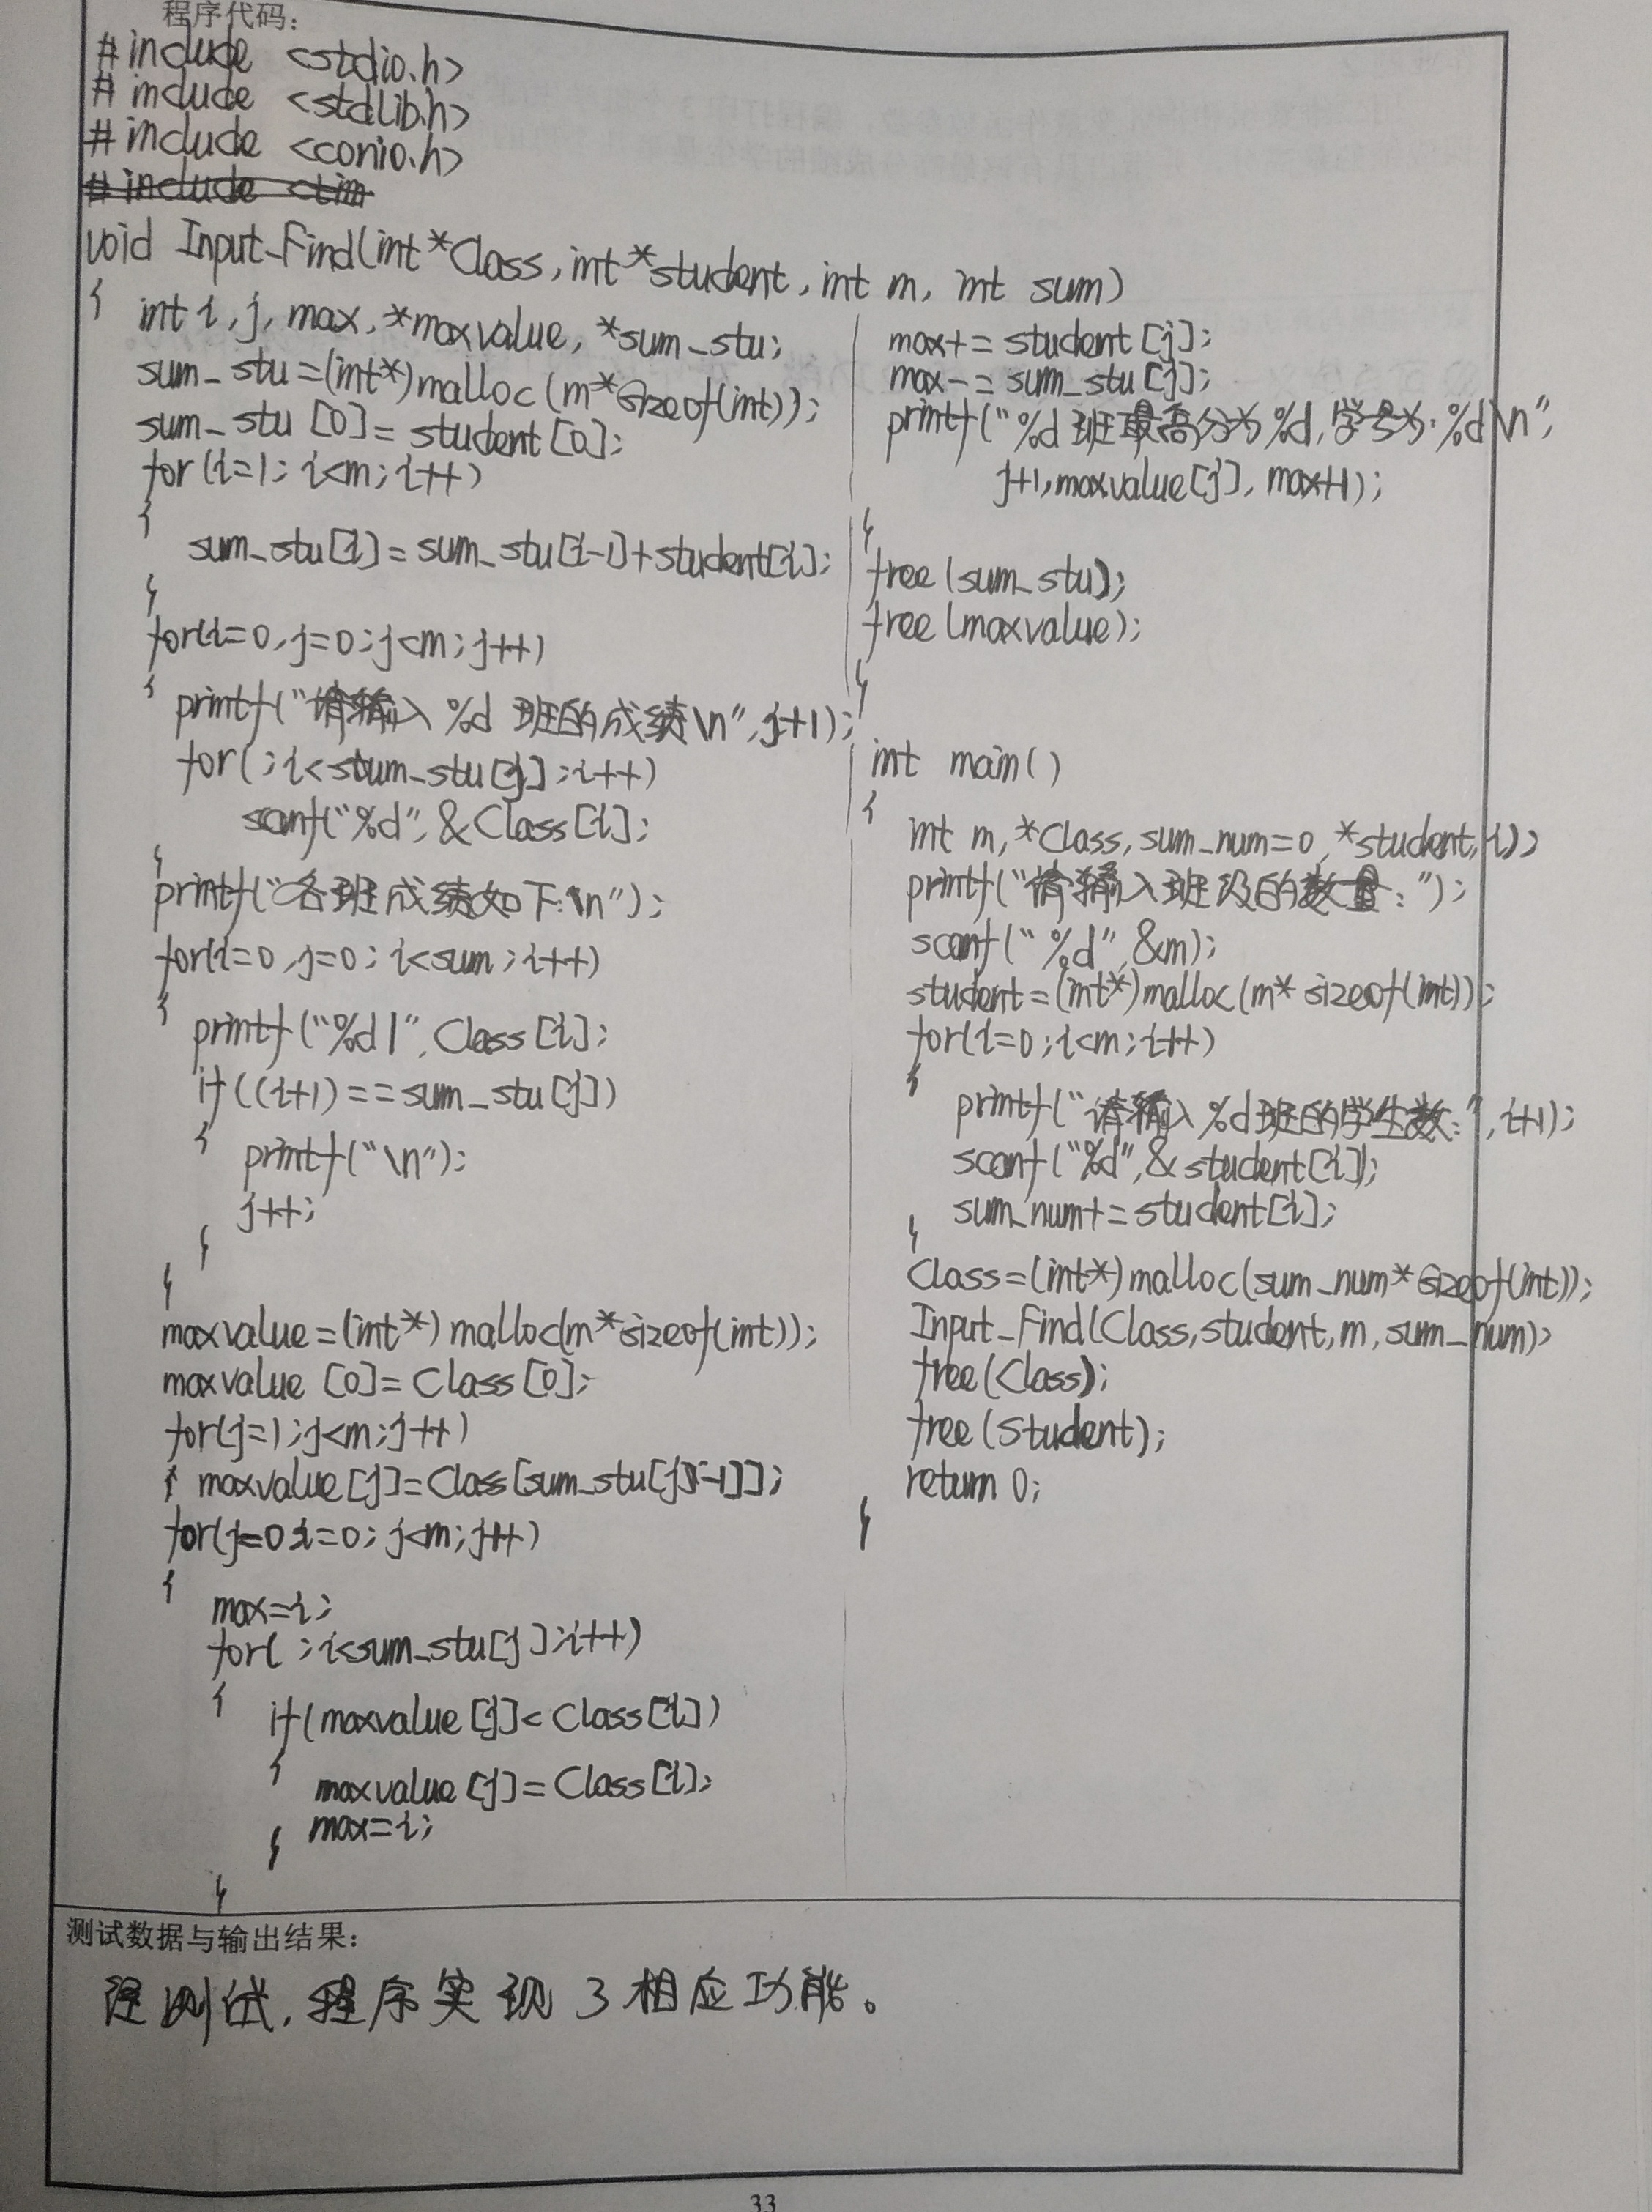 程序代码：
#include <stdio.h>
#include <stdlib.h>
#include <conio.h>
void Input_Find(int*Class,int*student,int m, int sum)
{
int i,j,max,*maxvalue,*sum_stu;
sum_stu=(int*)malloc(m*sizeof(int));
sum_stu[0]=student[0];
for(i=1;i<m;i++)
{
sum_stu[i]=sum_stu[i-1]+student[i];
}
for(i=0,j=0;j<m;j++)
{
printf("请输入%d班的成绩\n",j+1);
for(;i<stum_stu[j];i++)
scanf("%d",&Class[i];
}
printf("各班成绩如下:\n");
for(i=0,j=0;i<sum;i++)
{
printf("%d|",Class[i];
if((i+1)==sum_stu[j])
{
printf("\n");
j++;
}
}
maxvalue=(int*)malloc(m*sizeof(int));
maxvalue[0]=Class[0];
for(j=1;j<m;j++)
{ maxvalue[j]=Class[sum_stu[j-1]];
for(j=0,i=0;j<m;j++)
{
max=i;
for(;i<sum_stu[j];i++)
{
if(maxvalue[j]<Class[i])
{
maxvalue[j]=Class[i];
max=i;
}
}
max+=student[j];
max-=sum_stu[j];
printf("%d班最高分为%d,学号为:%d\n",
j+1,maxvalue[j],max+1);
}
free(sum_stu);
free(maxvalue);
}
int main()
{
int m,*Class,sum_num=0,*student,i;
printf("请输入班级的数量:");
scanf("%d",&m);
student=(int*)malloc(m*sizeof(int));
for(i=0;i<m;i++)
{
printf("请输入%d班的学生数:",i+1);
scanf("%d",&student[i]);
sum_num+=student[i];
}
Class=(int*)malloc(sum_num*sizeof(int));
Input_Find(Class,student,m,sum_num);
free(Class);
free(student);
return 0;
}
测试数据与输出结果：
经测试,程序实现了相应功能。
33